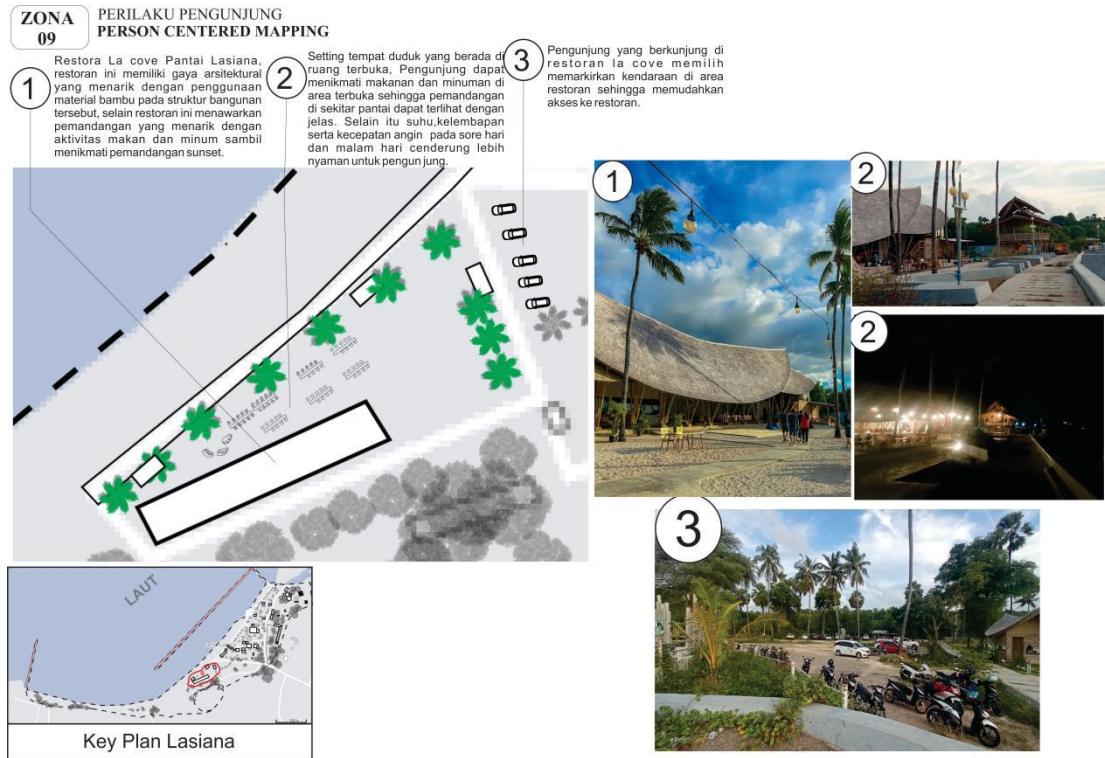 ZONA
09
PERILAKU PENGUNJUNG
PERSON CENTERED MAPPING
1
Restora La cove Pantai Lasiana,
restoran ini memiliki gaya arsitektural
yang menarik dengan penggunaan
material bambu pada struktur bangunan
tersebut, selain restoran ini menawarkan
pemandangan yang menarik dengan
aktivitas makan dan minum sambil
menikmati pemandangan sunset.
2
Setting tempat duduk yang berada di
ruang terbuka, Pengunjung dapat
menikmati makanan dan minuman di
area terbuka sehingga pemandangan
di sekitar pantai dapat terlihat dengan
jelas. Selain itu suhu,kelembapan
serta kecepatan angin pada sore hari
dan malam hari cenderung lebih
nyaman untuk pengun jung.
3
Pengunjung yang berkunjung di
restoran la cove memilih
memarkirkan kendaraan di area
restoran sehingga memudahkan
akses ke restoran.
1
2
2
3
LAUT
Key Plan Lasiana